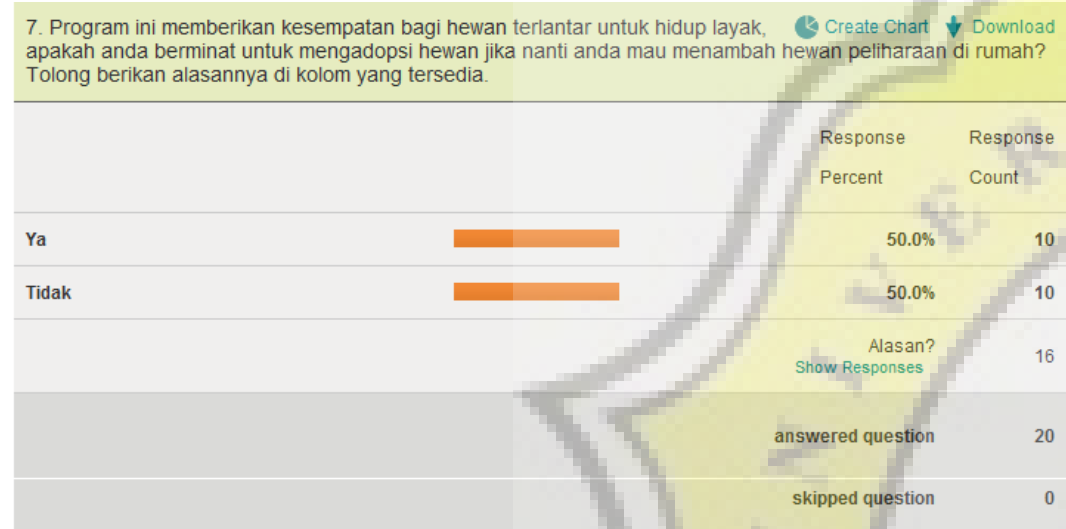 7. Program ini memberikan kesempatan bagi hewan terlantar untuk hidup layak, Create Chart Download
apakah anda berminat untuk mengadopsi hewan jika nanti anda mau menambah hewan peliharaan di rumah?
Tolong berikan alasannya di kolom yang tersedia.
Response Response
Percent Count
Ya 50.0% 10
Tidak 50.0% 10
Alasan? 16
Show Responses
answered question 20
skipped question 0